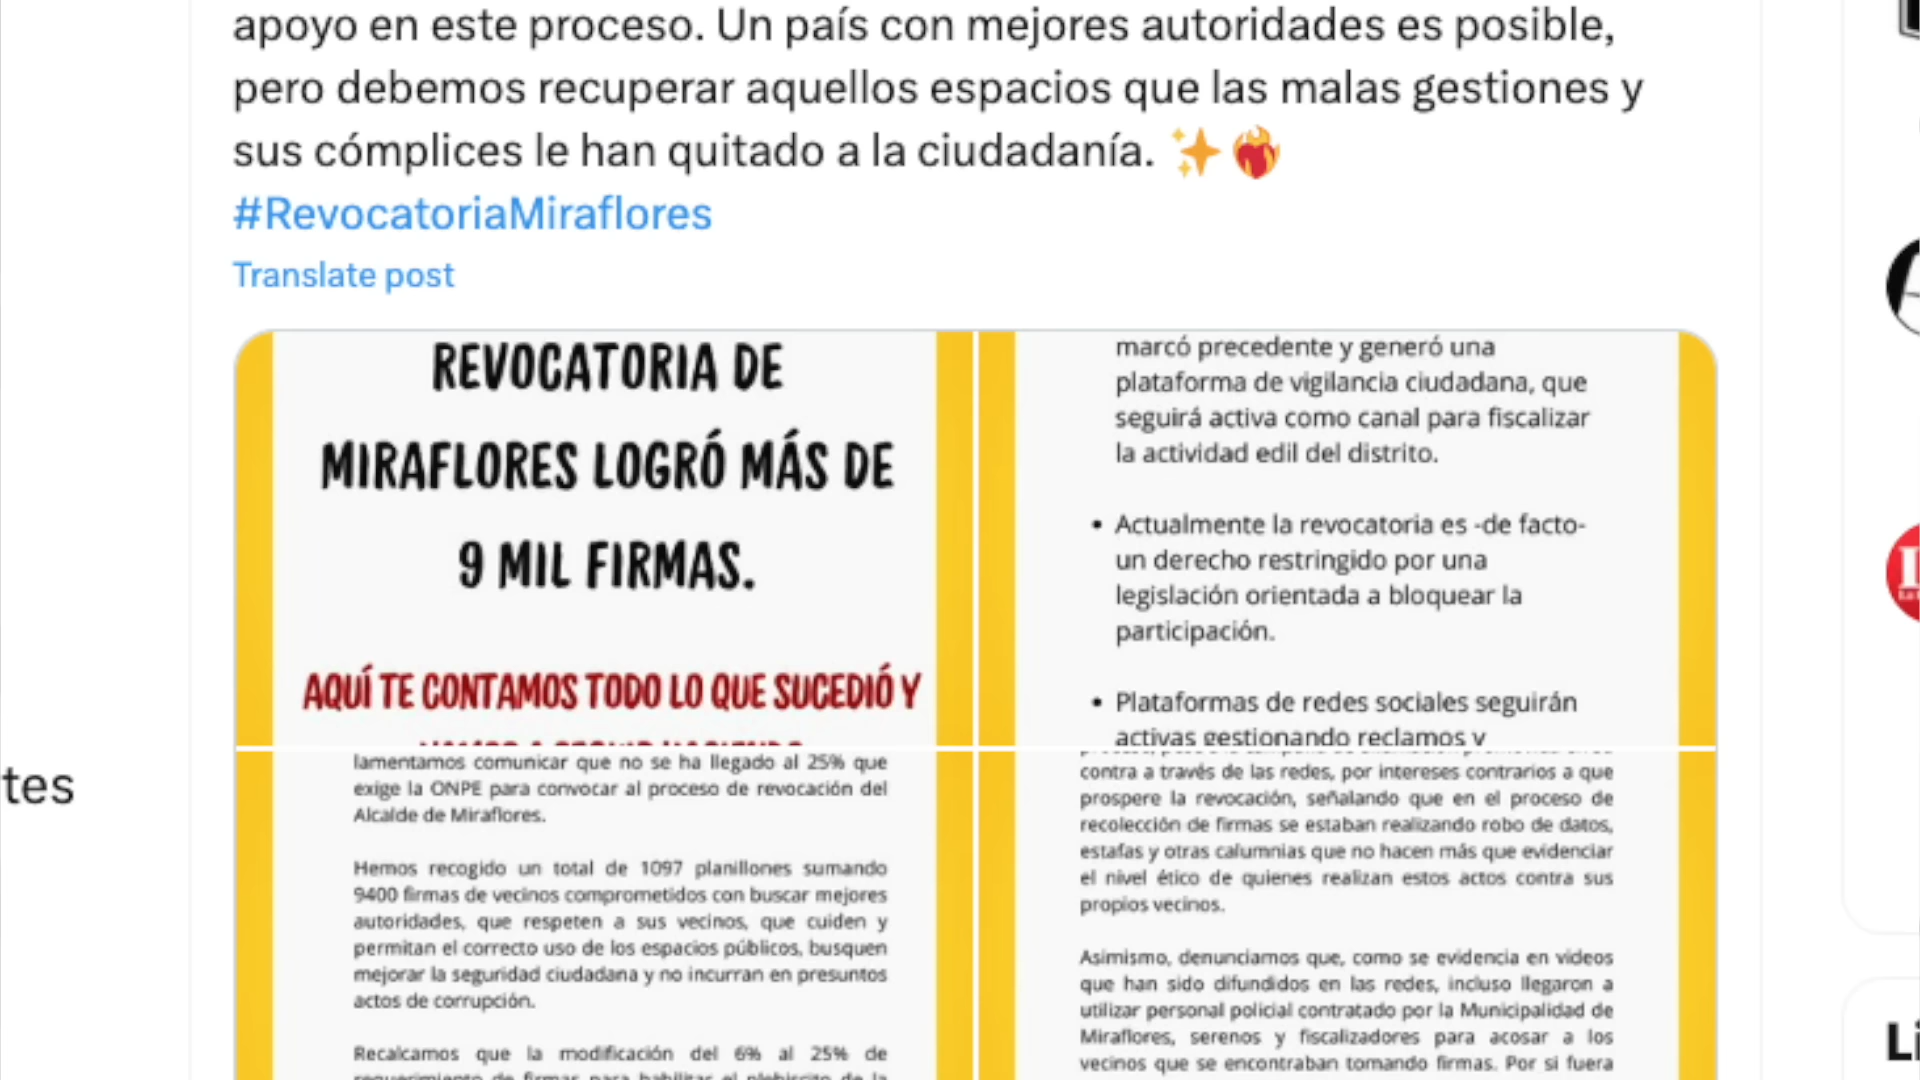 apoyo en este proceso. Un país con mejores autoridades es posible,
pero debemos recuperar aquellos espacios que las malas gestiones y
sus cómplices le han quitado a la ciudadanía. ✨❤️‍🔥
#RevocatoriaMiraflores
Translate post
REVOCATORIA DE
MIRAFLORES LOGRÓ MÁS DE
9 MIL FIRMAS.
AQUÍ TE CONTAMOS TODO LO QUE SUCEDIÓ Y
marcó precedente y generó una
plataforma de vigilancia ciudadana, que
seguirá activa como canal para fiscalizar
la actividad edil del distrito.
• Actualmente la revocatoria es -de facto-
un derecho restringido por una
legislación orientada a bloquear la
participación.
• Plataformas de redes sociales seguirán
activas gestionando reclamos y
lamentamos comunicar que no se ha llegado al 25% que
exige la ONPE para convocar al proceso de revocación del
Alcalde de Miraflores.
Hemos recogido un total de 1097 planillones sumando
9400 firmas de vecinos comprometidos con buscar mejores
autoridades, que respeten a sus vecinos, que cuiden y
permitan el correcto uso de los espacios públicos, busquen
mejorar la seguridad ciudadana y no incurran en presuntos
actos de corrupción.
Recalcamos que la modificación del 6% al 25% de
requerimiento de firmas para habilitar el plebiscito de la
contra a través de las redes, por intereses contrarios a que
prospere la revocación, señalando que en el proceso de
recolección de firmas se estaban realizando robo de datos,
estafas y otras calumnias que no hacen más que evidenciar
el nivel ético de quienes realizan estos actos contra sus
propios vecinos.
Asimismo, denunciamos que, como se evidencia en videos
que han sido difundidos en las redes, incluso llegaron a
utilizar personal policial contratado por la Municipalidad de
Miraflores, serenos y fiscalizadores para acosar a los
vecinos que se encontraban tomando firmas. Por si fuera
tes
Li